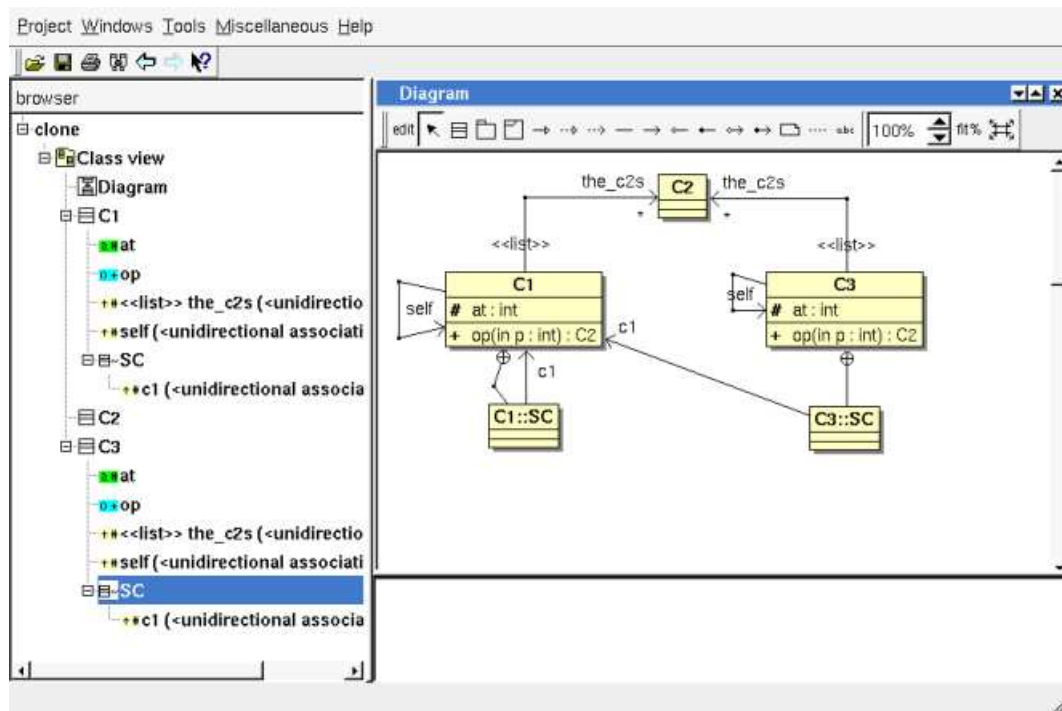 Project Windows Tools Miscellaneous Help
browser
clone
Class view
Diagram
C1
at
op
<<list>> the_c2s (<unidirectio
self (<unidirectional associati
SC
c1 (<unidirectional associa
C2
C3
at
op
<<list>> the_c2s (<unidirectio
self (<unidirectional associati
SC
c1 (<unidirectional associa
Diagram
edit abc 100% fit%
the_c2s C2 the_c2s
* *
<<list>> <<list>>
C1 C3
self # at : int self # at : int
+ op(in p : int) : C2 c1 + op(in p : int) : C2
c1
C1::SC C3::SC